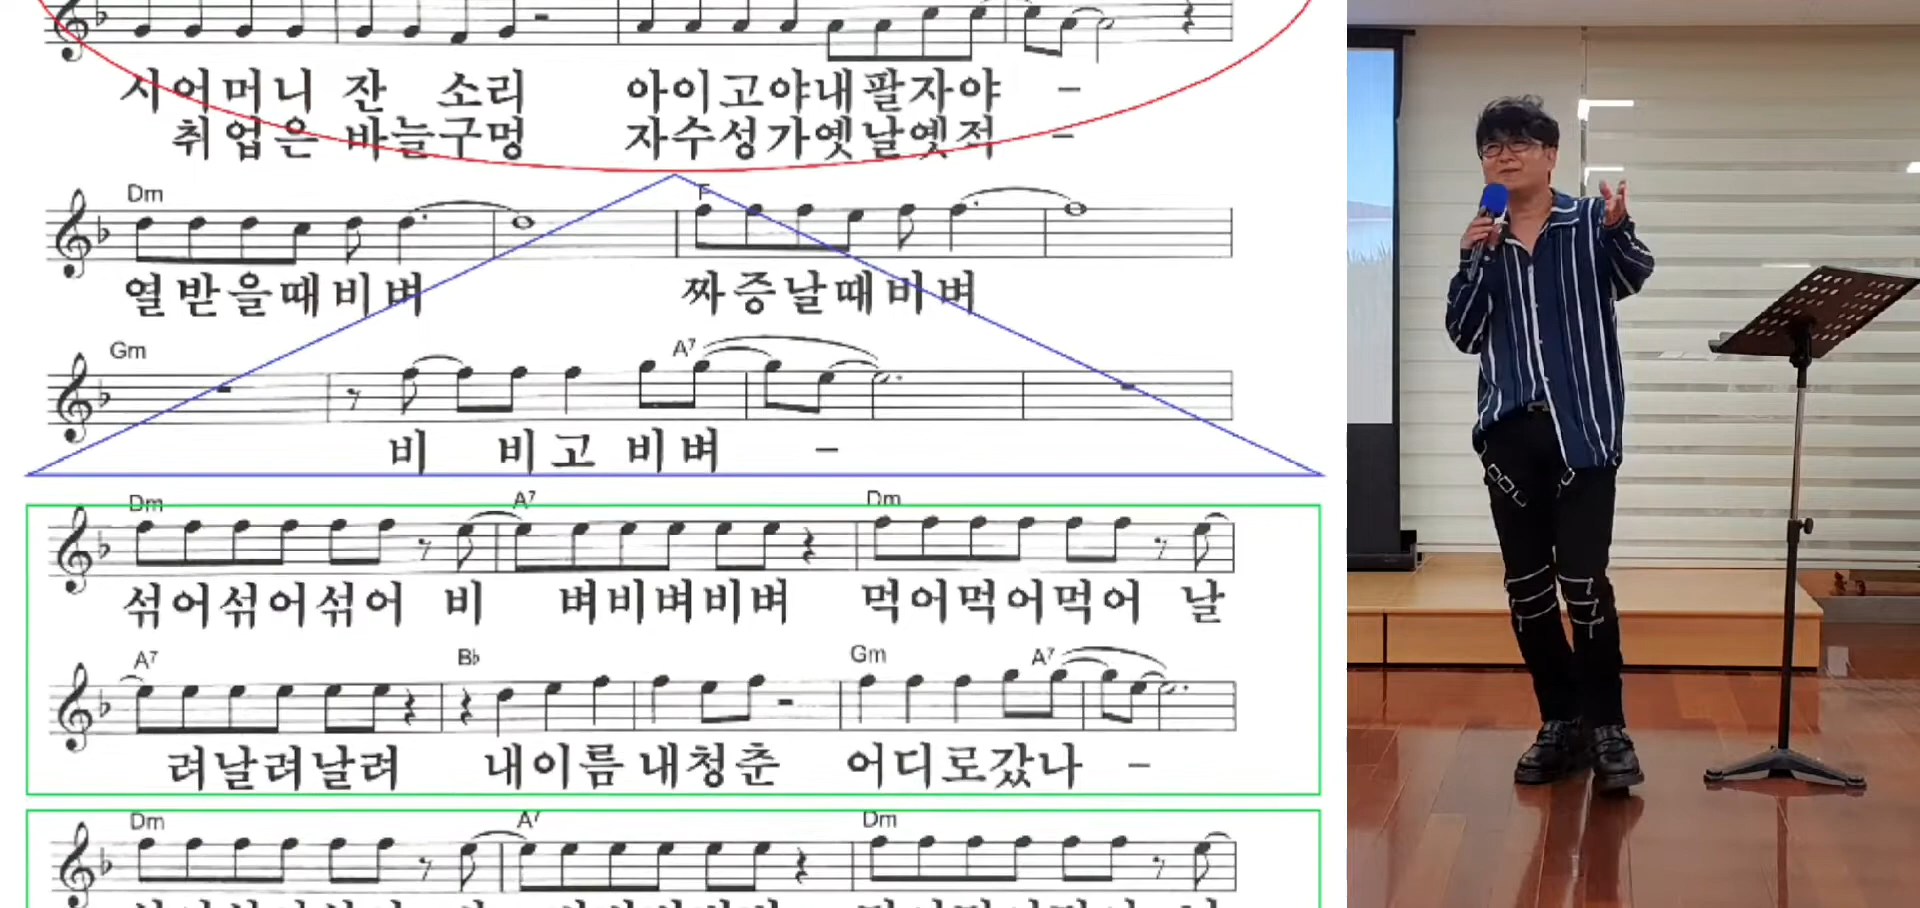 시어머니 잔 소리 아이고야내팔자야 -
취업은 바늘구멍 자수성가옛날옛적 -
Dm F
열받을때비벼 짜증날때비벼
Gm A7
비 비고 비벼 -
Dm A7 Dm
섞어섞어섞어 비 벼비벼비벼 먹어먹어먹어 날
A7 Bb Gm A7
려날려날려 내이름 내청춘 어디로갔나 -
Dm A7 Dm